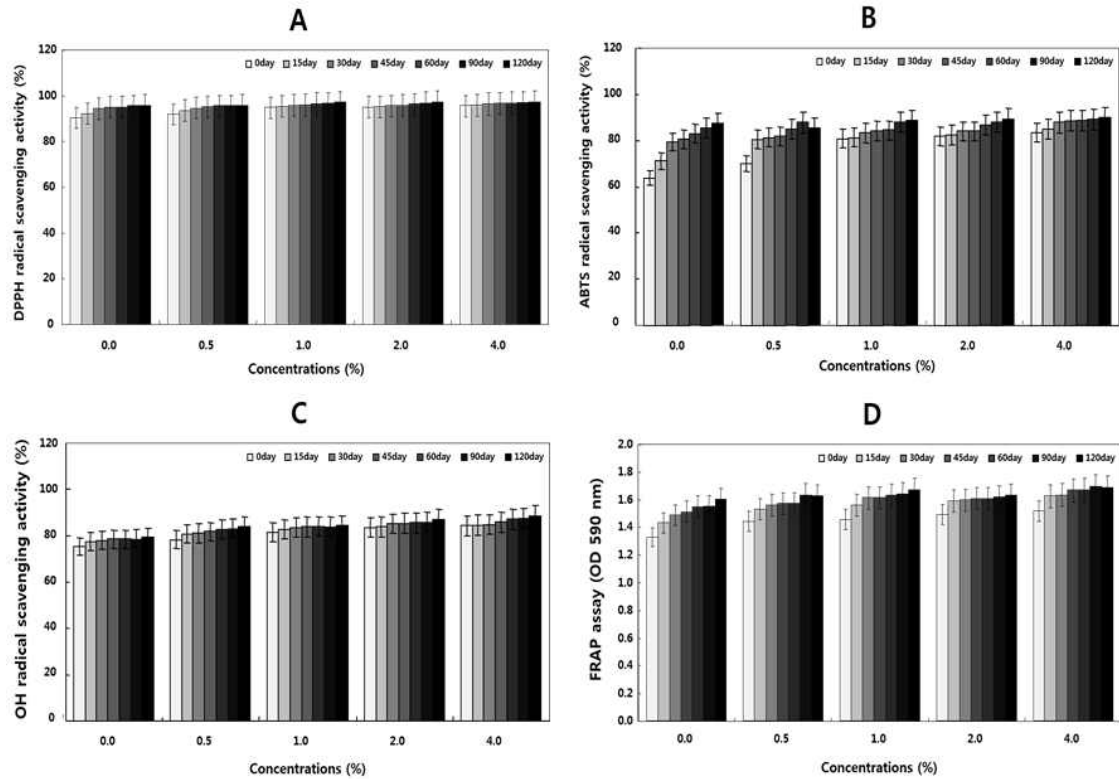 A
DPPH radical scavenging activity (%)
120
100
80
60
40
20
0
0day 15day 30day 45day 60day 90day 120day
0.0 0.5 1.0 2.0 4.0
Concentrations (%)
B
ABTS radical scavenging activity (%)
120
100
80
60
40
20
0
0day 15day 30day 45day 60day 90day 120day
0.0 0.5 1.0 2.0 4.0
Concentrations (%)
C
OH radical scavenging activity (%)
120
100
80
60
40
20
0
0day 15day 30day 45day 60day 90day 120day
0.0 0.5 1.0 2.0 4.0
Concentrations (%)
D
FRAP assay (OD 590 nm)
2.0
1.8
1.6
1.4
1.2
1.0
0.8
0.6
0.4
0.2
0.0
0day 15day 30day 45day 60day 90day 120day
0.0 0.5 1.0 2.0 4.0
Concentrations (%)